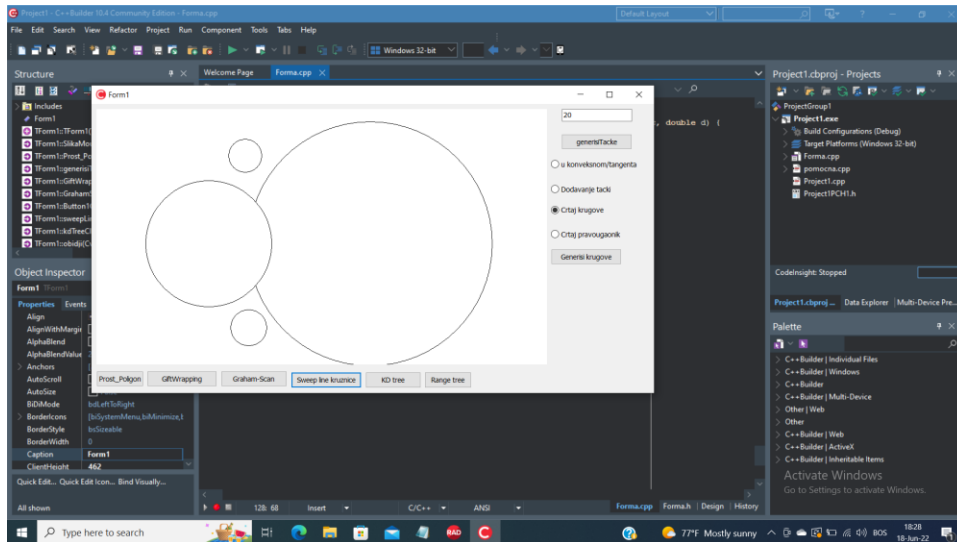 Project1 - C++Builder 10.4 Community Edition - Forma.cpp
Default Layout
File Edit Search View Refactor Project Run Component Tools Tabs Help
Windows 32-bit
Structure
Welcome Page Forma.cpp
Includes
Form1
TForm1::TForm1(
TForm1::SlikaMo
TForm1::Prost_Po
TForm1::generisi
TForm1::GiftWrap
TForm1::Graham
TForm1::Button1
TForm1::sweepLi
TForm1::kdTreeCl
TForm1::obidji(C
Form1
20
generisiTacke
u konveksnom/tangenta
Dodavanje tacki
Crtaj krugove
Crtaj pravougaonik
Generisi krugove
Prost_Poligon GiftWrapping Graham-Scan Sweep line kruznice KD tree Range tree
, double d) {
Object Inspector
Form1 TForm1
Properties Events
Align
AlignWithMargin
AlphaBlend
AlphaBlendValue
Anchors
AutoScroll
AutoSize
BiDiMode bdLeftToRight
BorderIcons [biSystemMenu,biMinimize,b
BorderStyle bsSizeable
BorderWidth 0
Caption Form1
ClientHeight 462
Quick Edit... Quick Edit Icon... Bind Visually...
All shown
128: 68 Insert C/C++ ANSI
Forma.cpp Forma.h Design History
Project1.cbproj - Projects
ProjectGroup1
Project1.exe
Build Configurations (Debug)
Target Platforms (Windows 32-bit)
Forma.cpp
pomocna.cpp
Project1.cpp
Project1PCH1.h
CodeInsight: Stopped
Project1.cbproj ... Data Explorer Multi-Device Pre...
Palette
C++Builder | Individual Files
C++Builder | Windows
C++Builder
C++Builder | Multi-Device
Other | Web
Other
C++Builder | Web
C++Builder | ActiveX
C++Builder | Inheritable Items
Activate Windows
Go to Settings to activate Windows.
Type here to search
RAD
77°F Mostly sunny
BOS
18:28
18-Jun-22